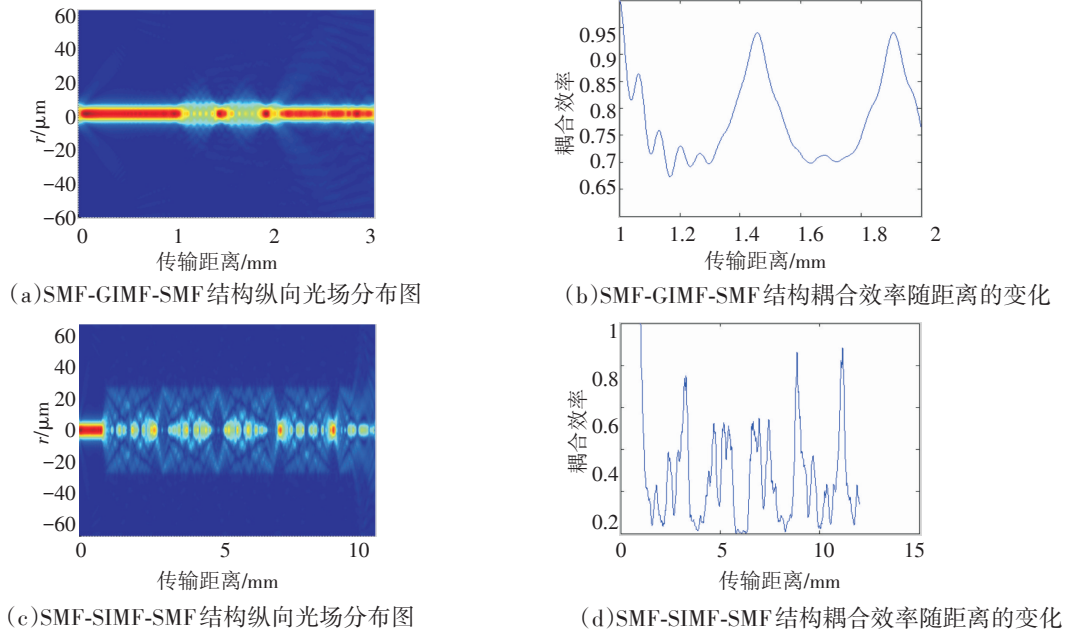 60
40
20
0
-20
-40
-60
r/μm
0 1 2 3
传输距离/mm
(a)SMF-GIMF-SMF结构纵向光场分布图
0.95
0.9
0.85
0.8
0.75
0.7
0.65
耦合效率
1 1.2 1.4 1.6 1.8 2
传输距离/mm
(b)SMF-GIMF-SMF结构耦合效率随距离的变化
60
40
20
0
-20
-40
-60
r/μm
0 5 10
传输距离/mm
(c)SMF-SIMF-SMF结构纵向光场分布图
1
0.8
0.6
0.4
0.2
耦合效率
0 5 10 15
传输距离/mm
(d)SMF-SIMF-SMF结构耦合效率随距离的变化